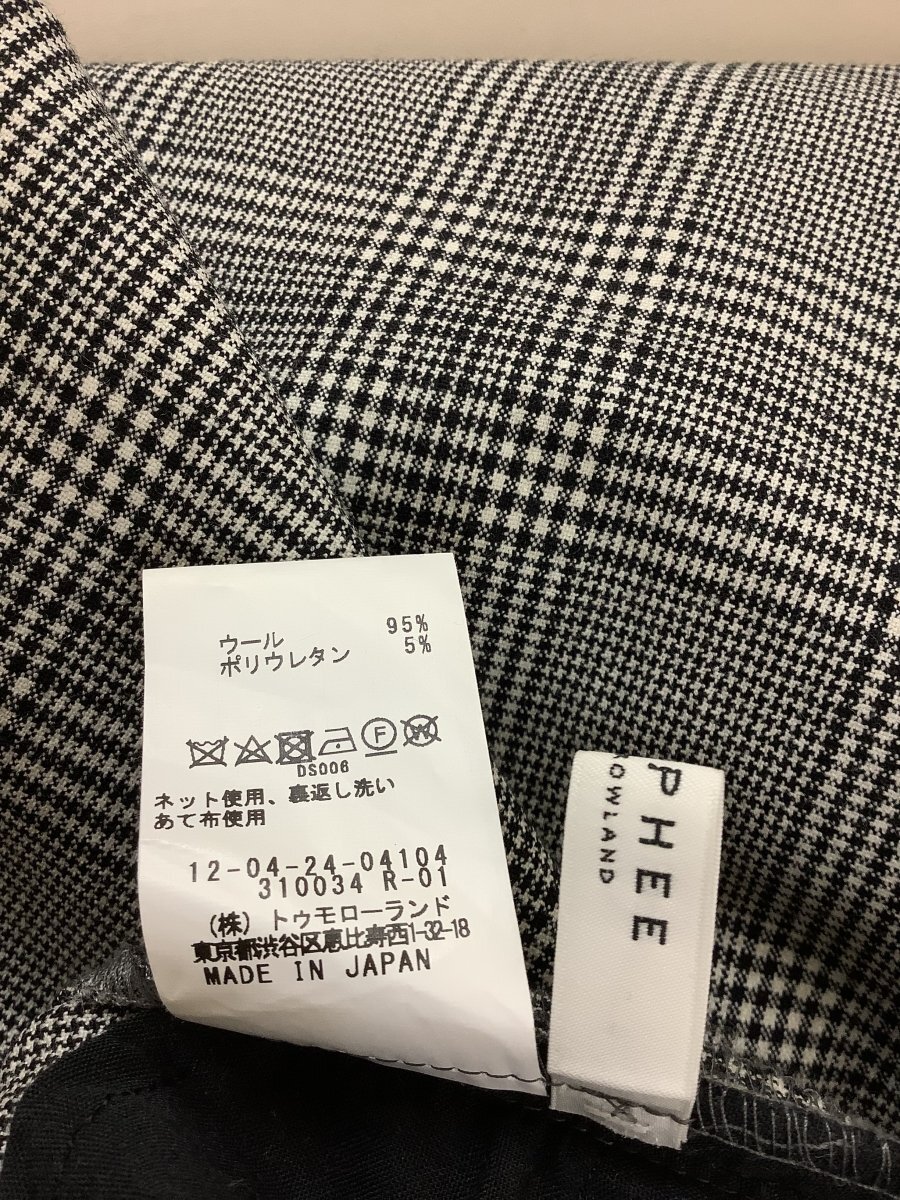 ウール 95%
ポリウレタン 5%
F W
DS006
ネット使用、裏返し洗い
あて布使用
12-04-24-04104
310034 R-01
(株) トゥモローランド
東京都渋谷区恵比寿西1-32-18
MADE IN JAPAN
PHEE
ROWLAND